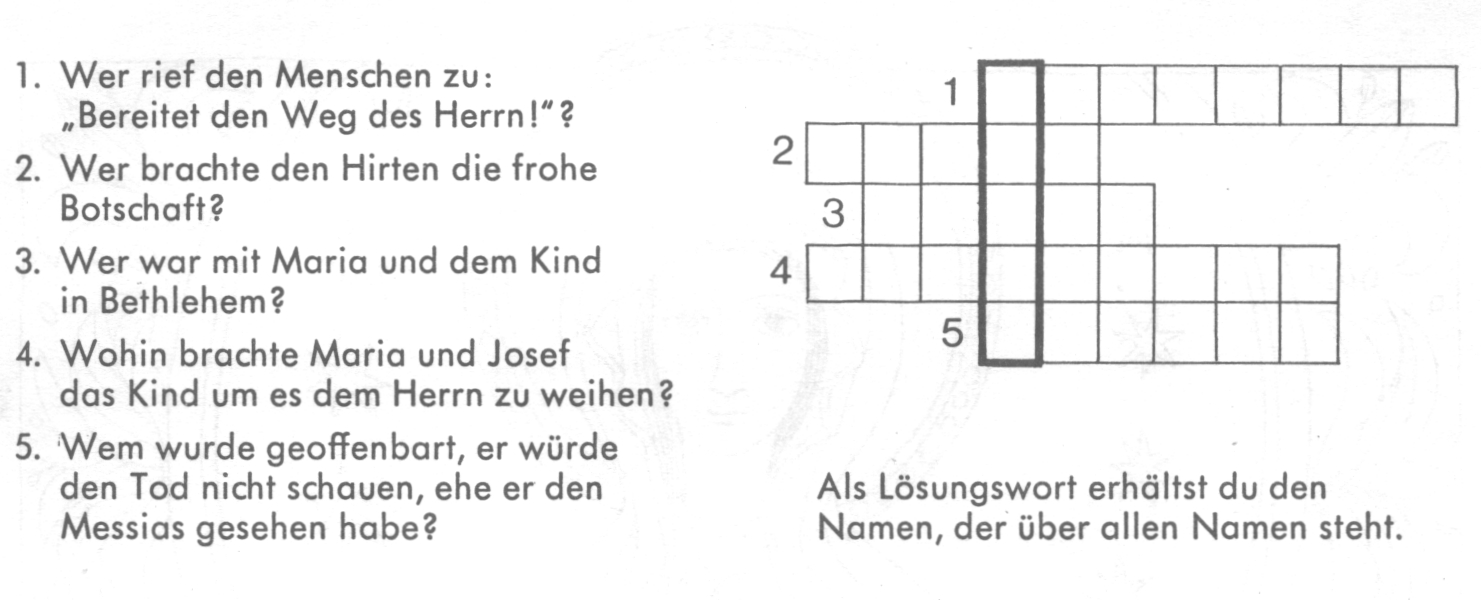 1. Wer rief den Menschen zu:
„Bereitet den Weg des Herrn!“?
2. Wer brachte den Hirten die frohe
Botschaft?
3. Wer war mit Maria und dem Kind
in Bethlehem?
4. Wohin brachte Maria und Josef
das Kind um es dem Herrn zu weihen?
5. Wem wurde geoffenbart, er würde
den Tod nicht schauen, ehe er den
Messias gesehen habe?
1
2
3
4
5
Als Lösungswort erhältst du den
Namen, der über allen Namen steht.